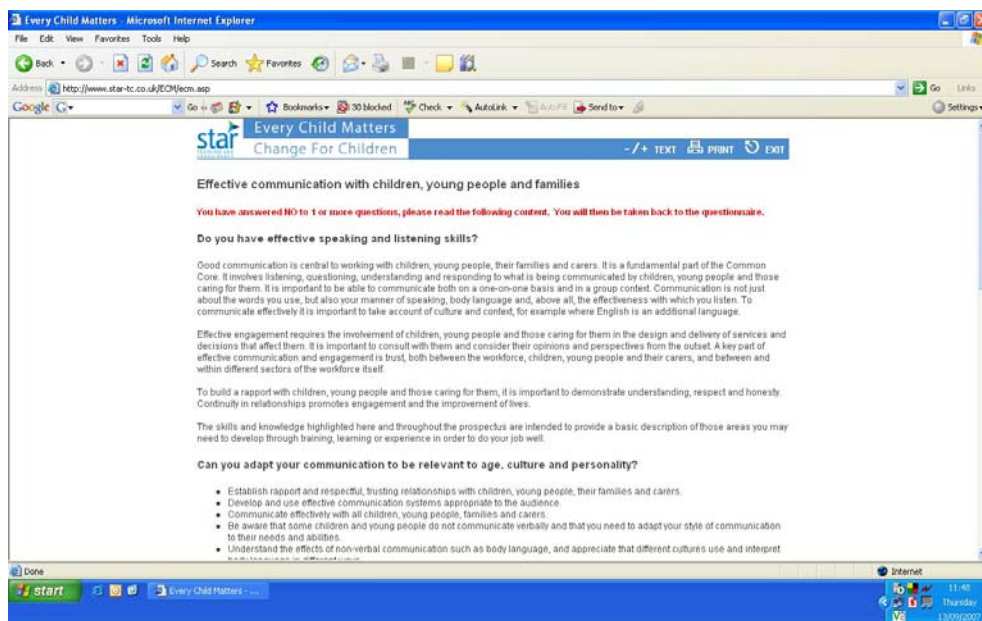 Every Child Matters - Microsoft Internet Explorer
File Edit View Favorites Tools Help
Back Search Favorites
Address http://www.star-tc.co.uk/ECM/ecm.asp Go Links
Google G Go Bookmarks 30 blocked Check AutoLink AutoFill Send to Settings
star Every Child Matters
Change For Children -/+ TEXT PRINT EXIT
Effective communication with children, young people and families
You have answered NO to 1 or more questions, please read the following content. You will then be taken back to the questionnaire.
Do you have effective speaking and listening skills?
Good communication is central to working with children, young people, their families and carers. It is a fundamental part of the Common
Core. It involves listening, questioning, understanding and responding to what is being communicated by children, young people and those
caring for them. It is important to be able to communicate both on a one-on-one basis and in a group context. Communication is not just
about the words you use, but also your manner of speaking, body language and, above all, the effectiveness with which you listen. To
communicate effectively it is important to take account of culture and context, for example where English is an additional language.
Effective engagement requires the involvement of children, young people and those caring for them in the design and delivery of services and
decisions that affect them. It is important to consult with them and consider their opinions and perspectives from the outset. A key part of
effective communication and engagement is trust, both between the workforce, children, young people and their carers, and between and
within different sectors of the workforce itself.
To build a rapport with children, young people and those caring for them, it is important to demonstrate understanding, respect and honesty.
Continuity in relationships promotes engagement and the improvement of lives.
The skills and knowledge highlighted here and throughout the prospectus are intended to provide a basic description of those areas you may
need to develop through training, learning or experience in order to do your job well.
Can you adapt your communication to be relevant to age, culture and personality?
Establish rapport and respectful, trusting relationships with children, young people, their families and carers.
Develop and use effective communication systems appropriate to the audience.
Communicate effectively with all children, young people, families and carers.
Be aware that some children and young people do not communicate verbally and that you need to adapt your style of communication
to their needs and abilities.
Understand the effects of non-verbal communication such as body language, and appreciate that different cultures use and interpret
Done Internet
start Every Child Matters - ... 11:48
Thursday
13/09/2007